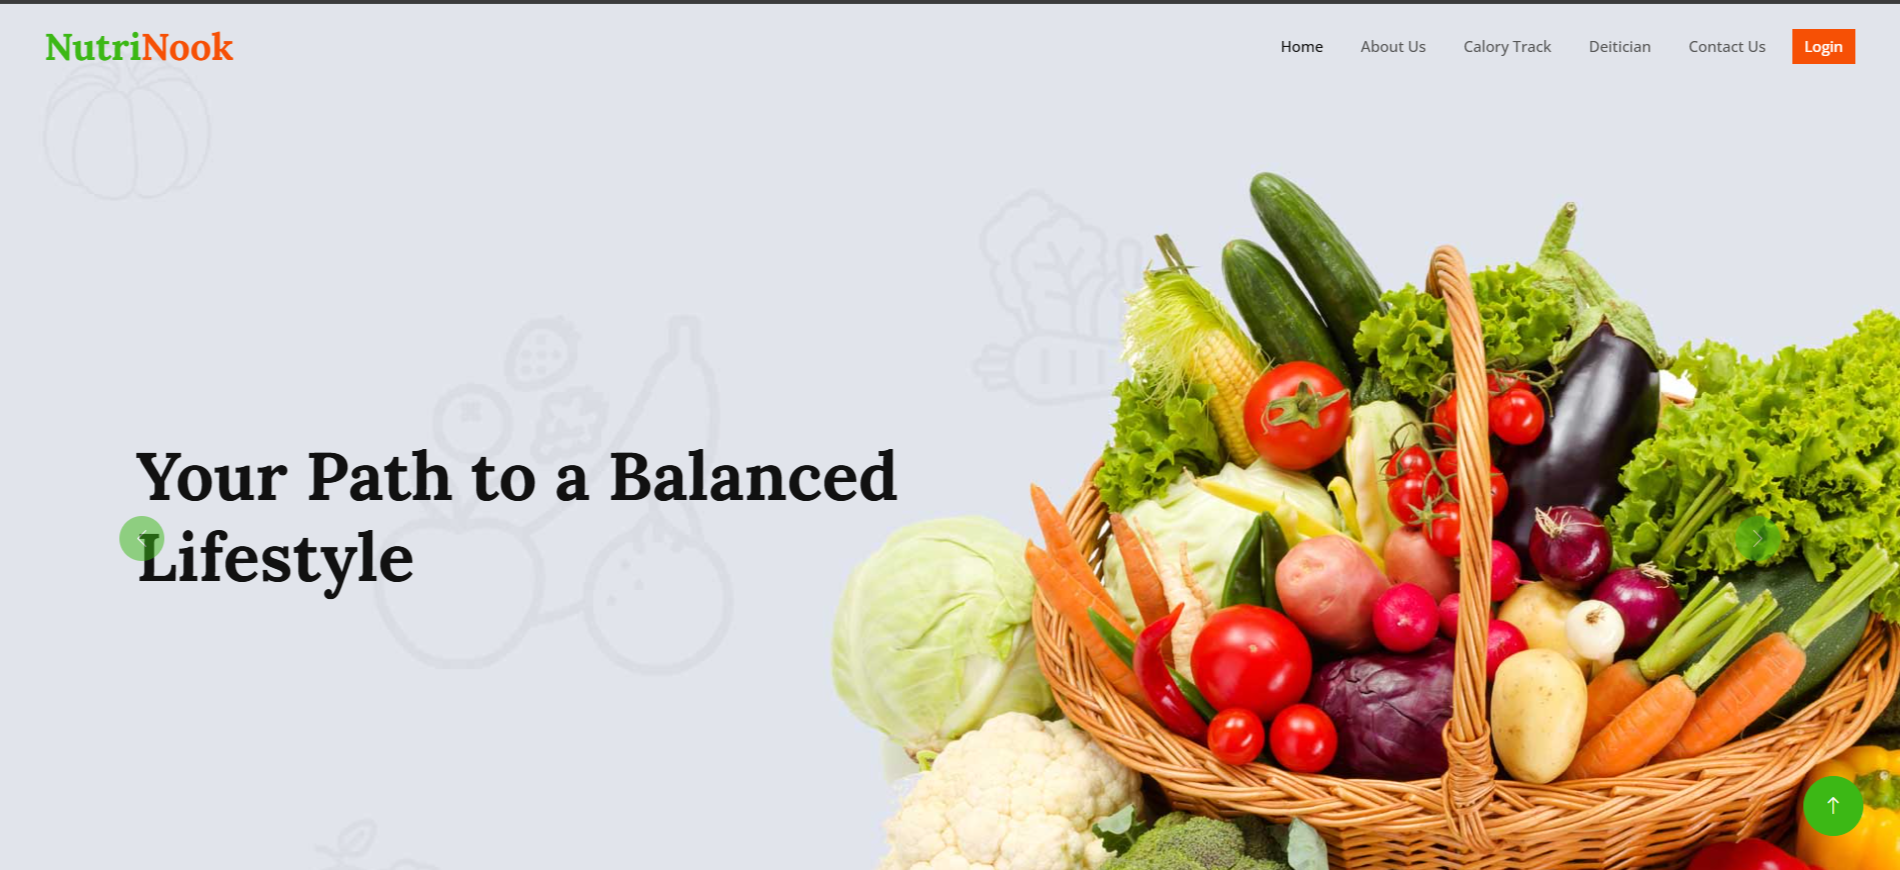 NutriNook
Home About Us Calory Track Deitician Contact Us Login
Your Path to a Balanced
Lifestyle